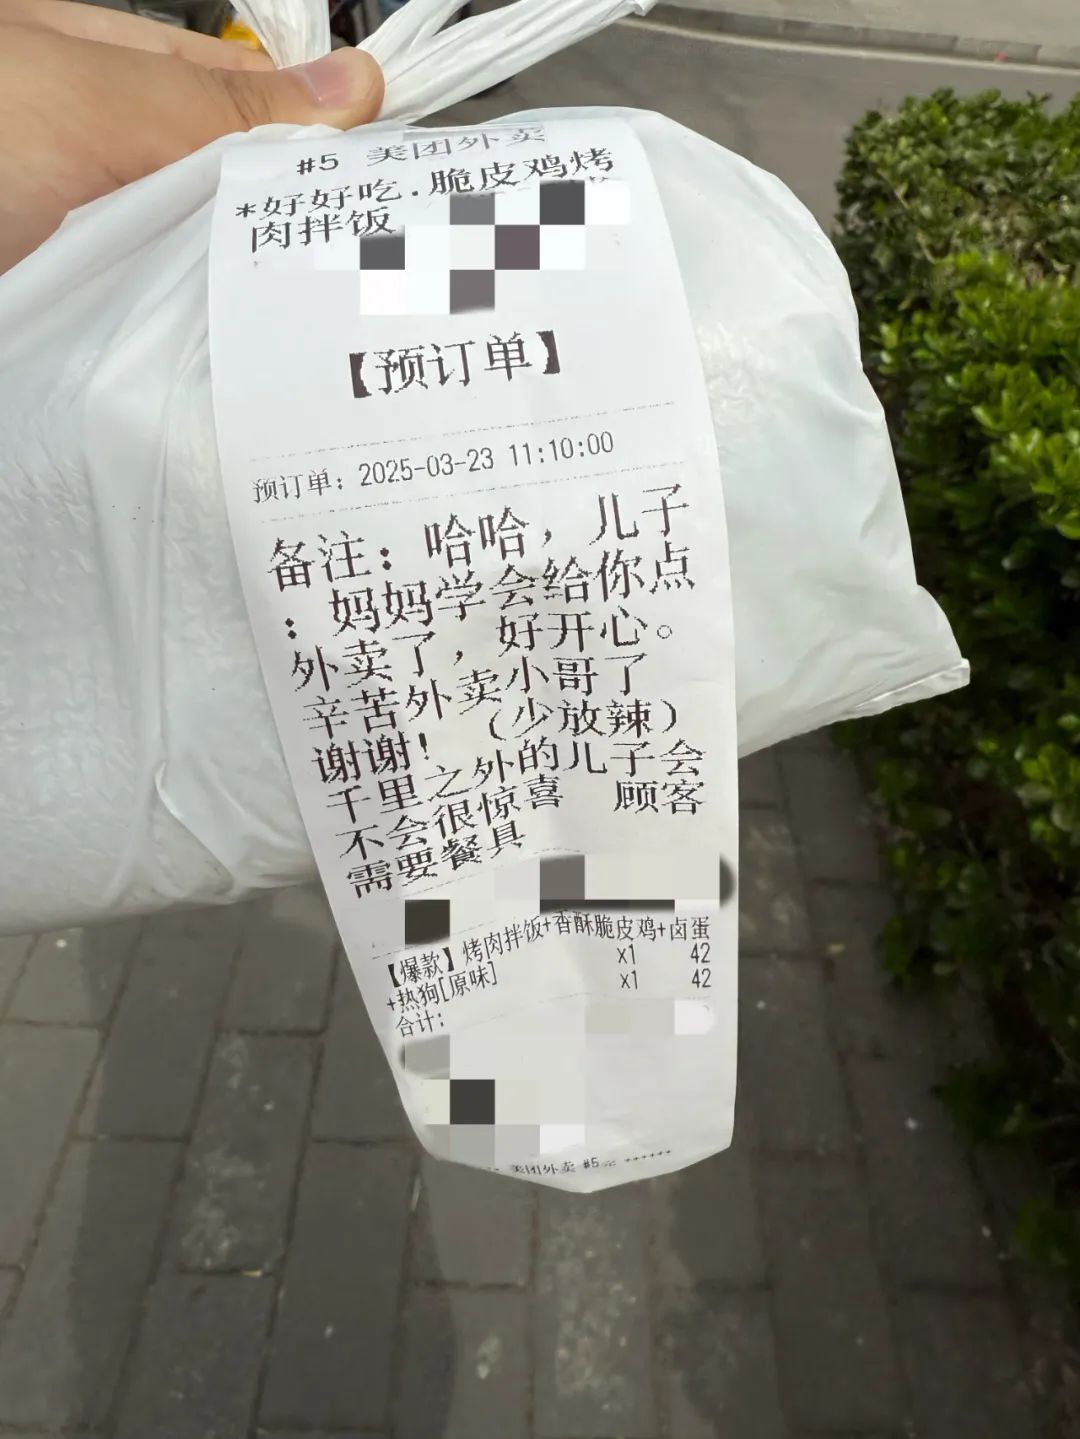 #5 美团外卖
*好好吃.脆皮鸡烤
肉拌饭
【预订单】
预订单：2025-03-23 11:10:00
备注：哈哈，儿子
：妈妈学会给你点
外卖了，好开心。
辛苦外卖小哥了
谢谢！（少放辣）
千里之外的儿子会
不会很惊喜 顾客
需要餐具
【爆款】烤肉拌饭+香酥脆皮鸡+卤蛋
+热狗[原味] x1 42
合计： x1 42
美团外卖 #5完 ******